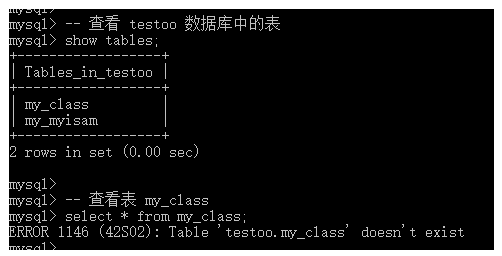 mysql>
mysql> -- 查看 testoo 数据库中的表
mysql> show tables;
+------------------+
| Tables_in_testoo |
+------------------+
| my_class         |
| my_myisam        |
+------------------+
2 rows in set (0.00 sec)
mysql>
mysql> -- 查看表 my_class
mysql> select * from my_class;
ERROR 1146 (42S02): Table 'testoo.my_class' doesn't exist
mysql>